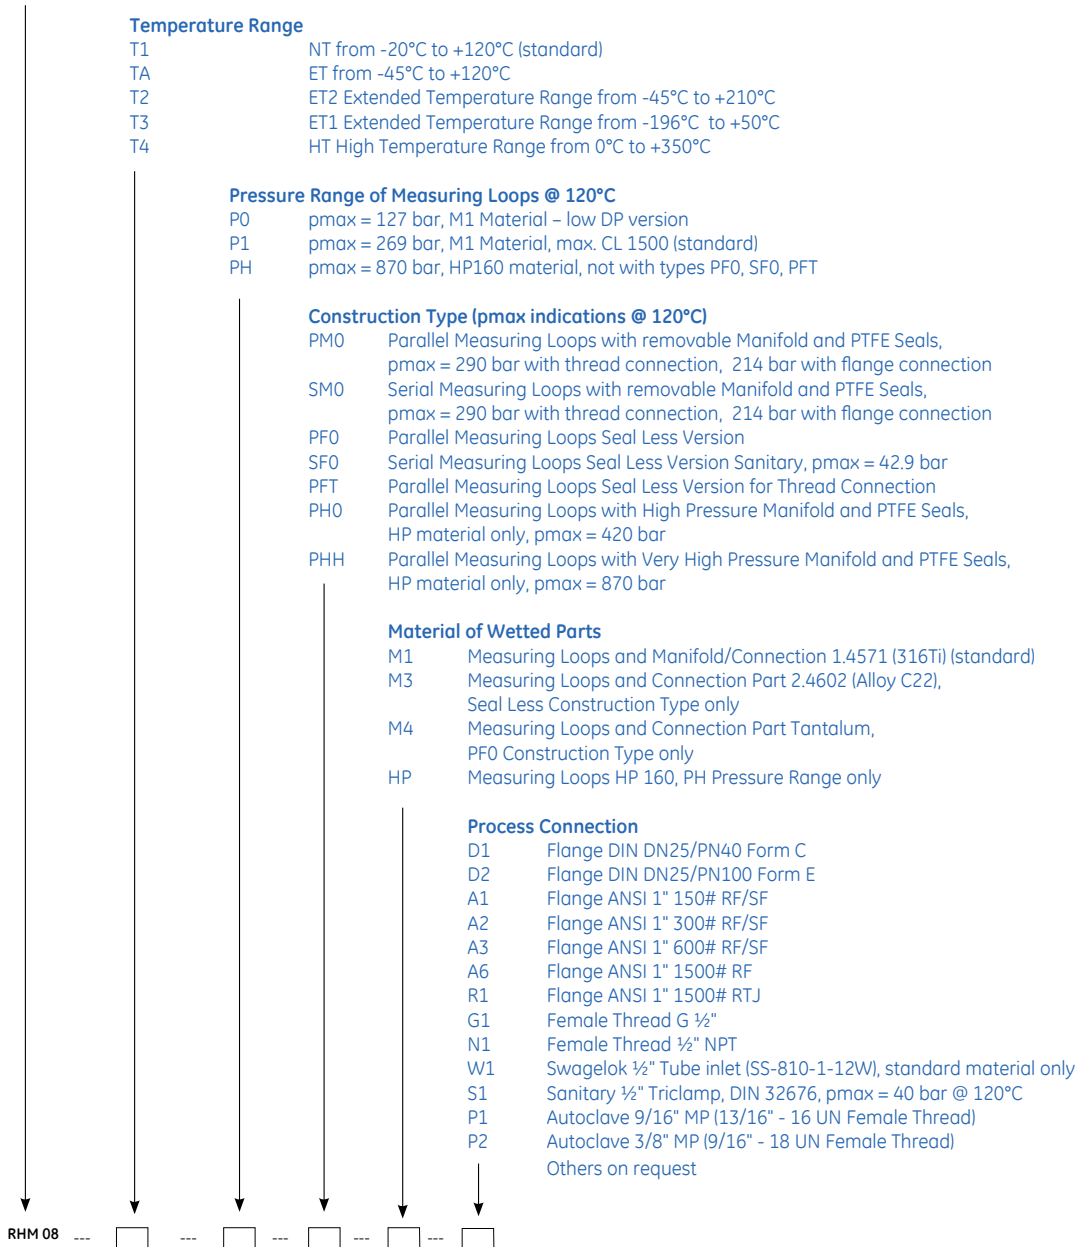 Temperature Range
T1 NT from -20°C to +120°C (standard)
TA ET from -45°C to +120°C
T2 ET2 Extended Temperature Range from -45°C to +210°C
T3 ET1 Extended Temperature Range from -196°C to +50°C
T4 HT High Temperature Range from 0°C to +350°C
Pressure Range of Measuring Loops @ 120°C
P0 pmax = 127 bar, M1 Material – low DP version
P1 pmax = 269 bar, M1 Material, max. CL 1500 (standard)
PH pmax = 870 bar, HP160 material, not with types PF0, SF0, PFT
Construction Type (pmax indications @ 120°C)
PM0 Parallel Measuring Loops with removable Manifold and PTFE Seals,
pmax = 290 bar with thread connection, 214 bar with flange connection
SM0 Serial Measuring Loops with removable Manifold and PTFE Seals,
pmax = 290 bar with thread connection, 214 bar with flange connection
PF0 Parallel Measuring Loops Seal Less Version
SF0 Serial Measuring Loops Seal Less Version Sanitary, pmax = 42.9 bar
PFT Parallel Measuring Loops Seal Less Version for Thread Connection
PH0 Parallel Measuring Loops with High Pressure Manifold and PTFE Seals,
HP material only, pmax = 420 bar
PHH Parallel Measuring Loops with Very High Pressure Manifold and PTFE Seals,
HP material only, pmax = 870 bar
Material of Wetted Parts
M1 Measuring Loops and Manifold/Connection 1.4571 (316Ti) (standard)
M3 Measuring Loops and Connection Part 2.4602 (Alloy C22),
Seal Less Construction Type only
M4 Measuring Loops and Connection Part Tantalum,
PF0 Construction Type only
HP Measuring Loops HP 160, PH Pressure Range only
Process Connection
D1 Flange DIN DN25/PN40 Form C
D2 Flange DIN DN25/PN100 Form E
A1 Flange ANSI 1" 150# RF/SF
A2 Flange ANSI 1" 300# RF/SF
A3 Flange ANSI 1" 600# RF/SF
A6 Flange ANSI 1" 1500# RF
R1 Flange ANSI 1" 1500# RTJ
G1 Female Thread G ½"
N1 Female Thread ½" NPT
W1 Swagelok ½" Tube inlet (SS-810-1-12W), standard material only
S1 Sanitary ½" Triclamp, DIN 32676, pmax = 40 bar @ 120°C
P1 Autoclave 9/16" MP (13/16" - 16 UN Female Thread)
P2 Autoclave 3/8" MP (9/16" - 18 UN Female Thread)
Others on request
RHM 08 --- --- --- --- ---